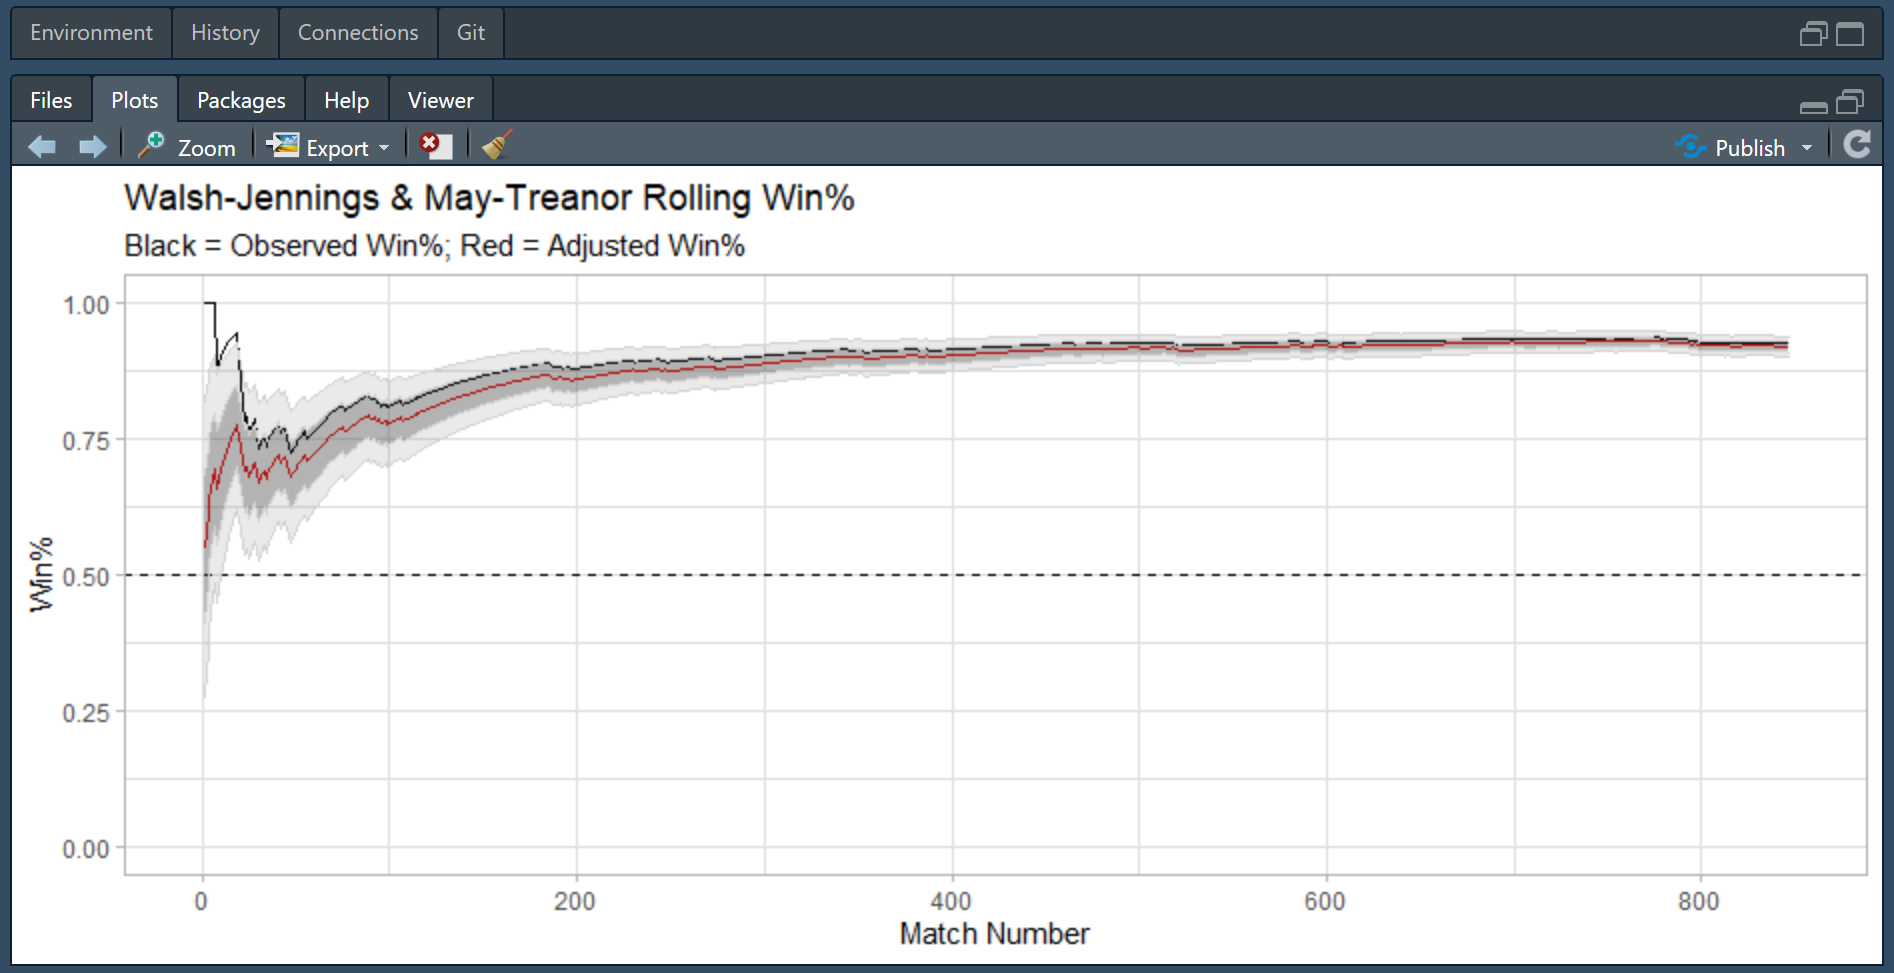 Environment History Connections Git
Files Plots Packages Help Viewer
Zoom Export Publish
Walsh-Jennings & May-Treanor Rolling Win%
Black = Observed Win%; Red = Adjusted Win%
1.00
0.75
0.50
0.25
0.00
Win%
0 200 400 600 800
Match Number